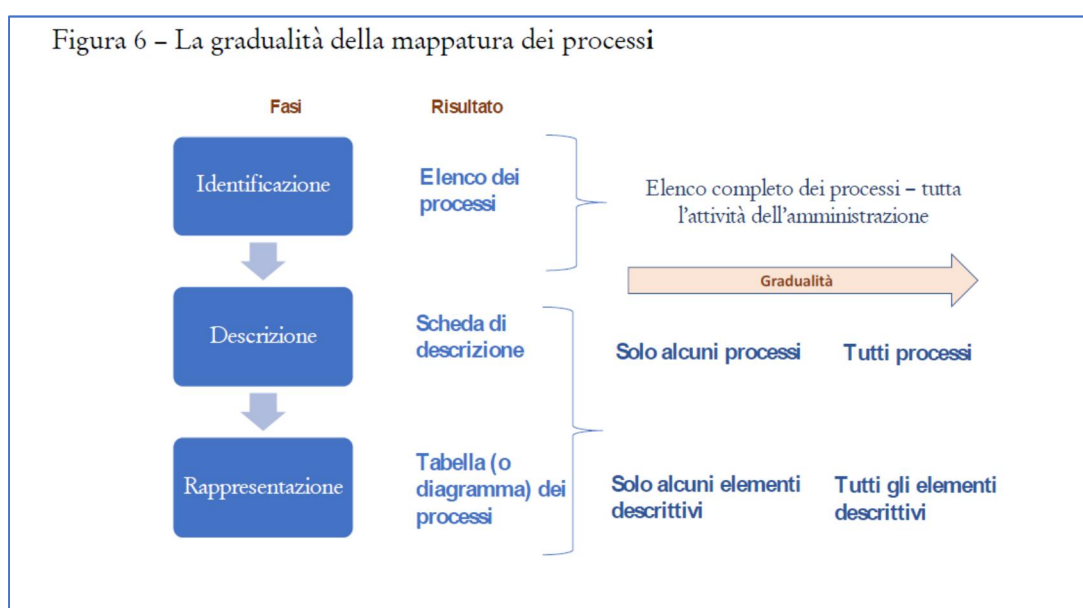 Figura 6 – La gradualità della mappatura dei processi
Fasi
Risultato
Identificazione
Elenco dei
processi
Elenco completo dei processi – tutta
l'attività dell'amministrazione
Gradualità
Descrizione
Scheda di
descrizione
Solo alcuni processi
Tutti processi
Rappresentazione
Tabella (o
diagramma) dei
processi
Solo alcuni elementi
descrittivi
Tutti gli elementi
descrittivi